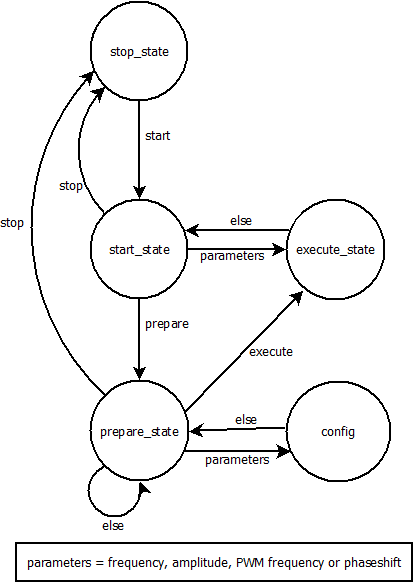 stop_state
start
stop
stop
else
start_state
execute_state
parameters
prepare
execute
else
prepare_state
config
parameters
else
parameters = frequency, amplitude, PWM frequency or phaseshift